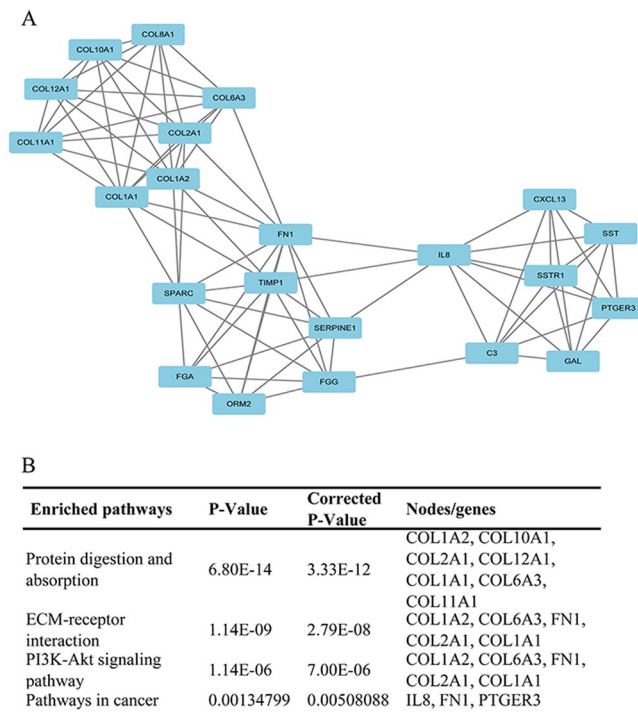 A
COL8A1
COL10A1
COL12A1
COL6A3
COL2A1
COL11A1
COL1A2
COL1A1
CXCL13
FN1
SST
IL8
SSTR1
TIMP1
SPARC
PTGER3
SERPINE1
C3
GAL
FGA
FGG
ORM2
B
Enriched pathways P-Value Corrected P-Value Nodes/genes
Protein digestion and absorption 6.80E-14 3.33E-12 COL1A2, COL10A1, COL2A1, COL12A1, COL1A1, COL6A3, COL11A1
ECM-receptor interaction 1.14E-09 2.79E-08 COL1A2, COL6A3, FN1, COL2A1, COL1A1
PI3K-Akt signaling pathway 1.14E-06 7.00E-06 COL1A2, COL6A3, FN1, COL2A1, COL1A1
Pathways in cancer 0.00134799 0.00508088 IL8, FN1, PTGER3